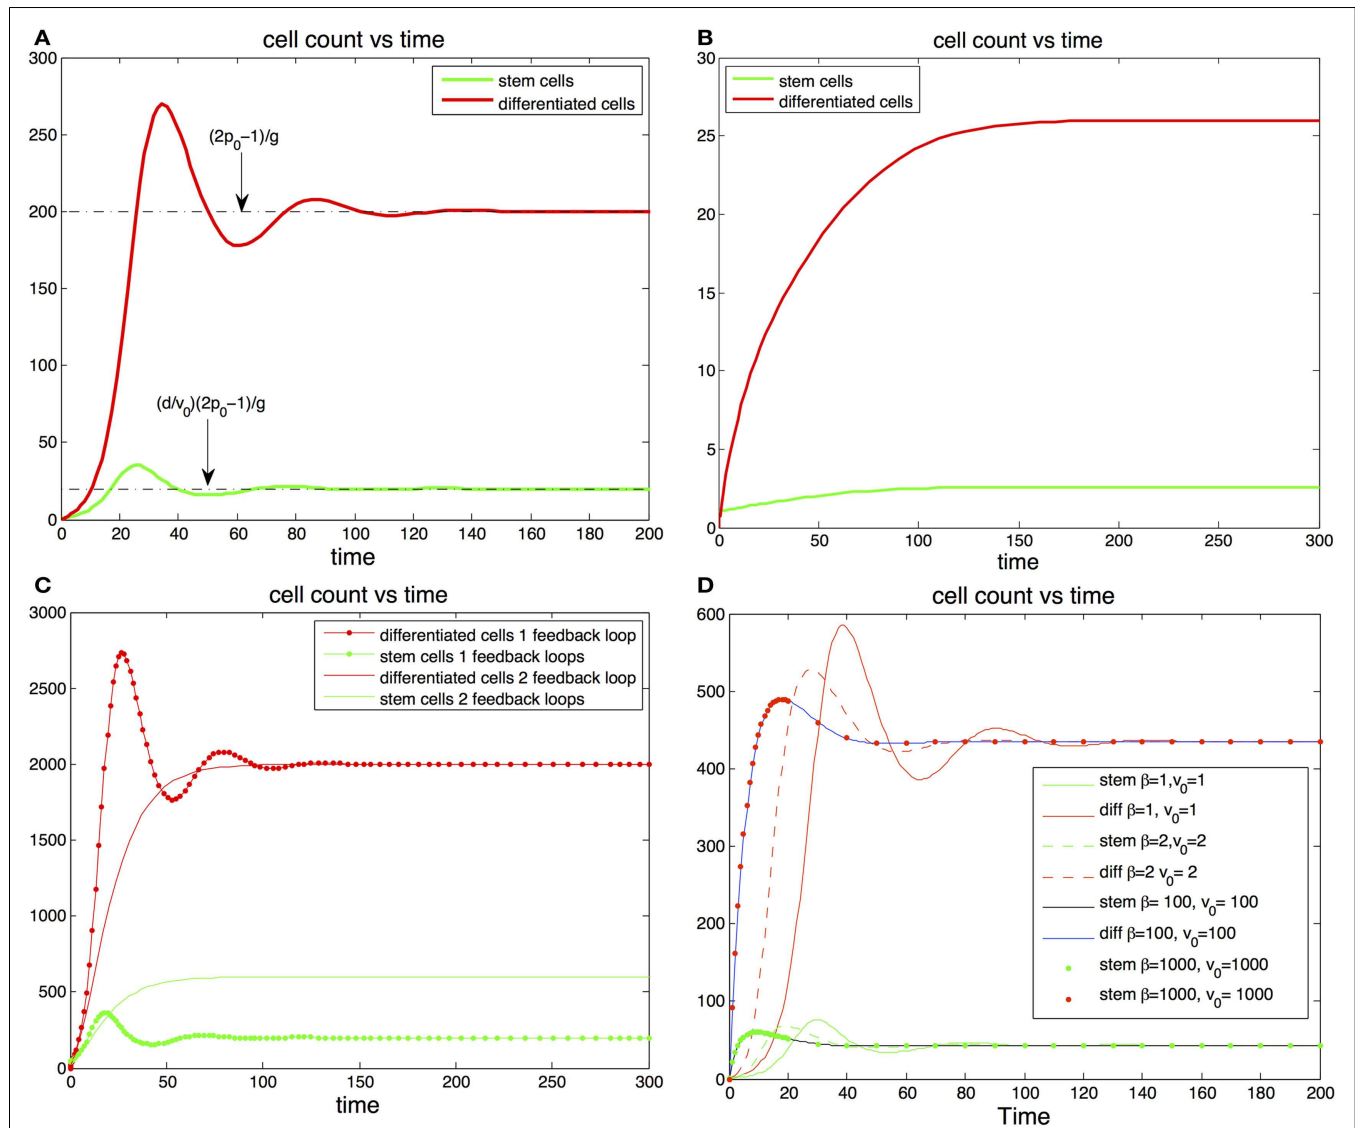 A
cell count vs time
300
250
200
150
100
50
0
0 20 40 60 80 100 120 140 160 180 200
time
stem cells
differentiated cells
(2p₀−1)/g
(d/v₀)(2p₀−1)/g
B
cell count vs time
30
25
20
15
10
5
0
0 50 100 150 200 250 300
time
stem cells
differentiated cells
C
cell count vs time
3000
2500
2000
1500
1000
500
0
0 50 100 150 200 250 300
time
differentiated cells 1 feedback loop
stem cells 1 feedback loops
differentiated cells 2 feedback loop
stem cells 2 feedback loops
D
cell count vs time
600
500
400
300
200
100
0
0 20 40 60 80 100 120 140 160 180 200
Time
stem β=1,v₀=1
diff β=1, v₀=1
stem β=2,v₀=2
diff β=2 v₀= 2
stem β= 100, v₀= 100
diff β=100, v₀=100
stem β=1000, v₀=1000
stem β=1000, v₀= 1000